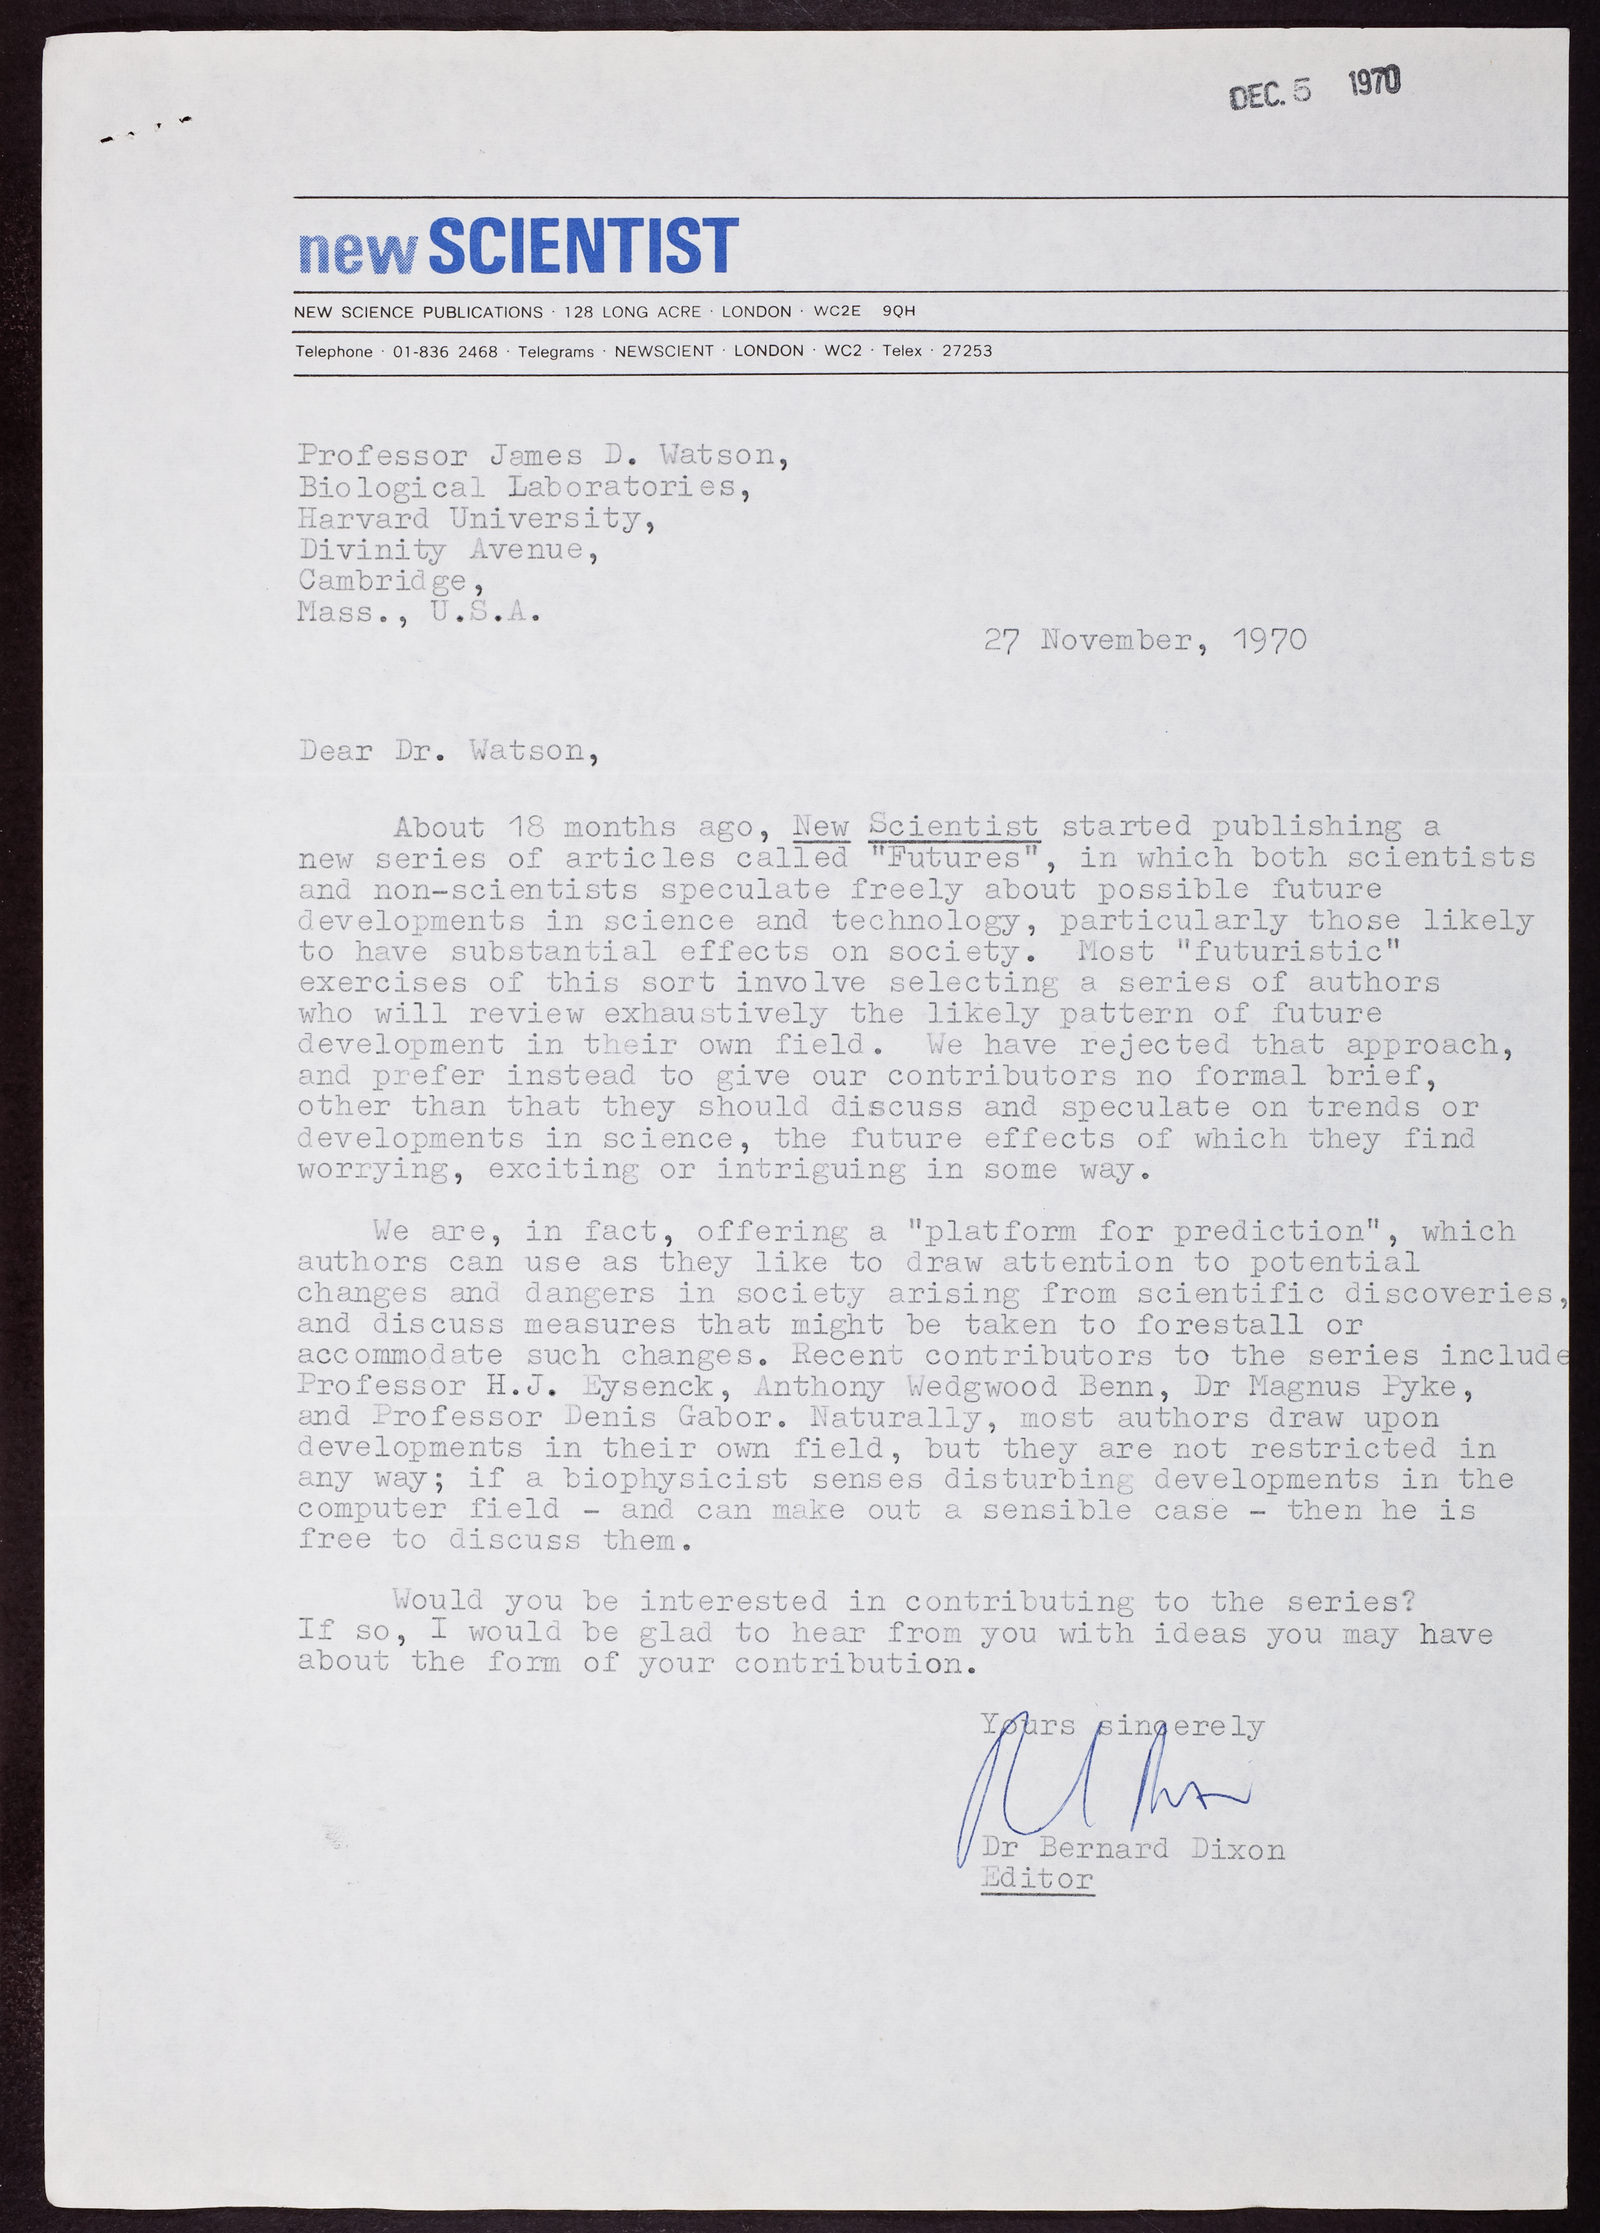 DEC. 5 1970
new SCIENTIST
NEW SCIENCE PUBLICATIONS · 128 LONG ACRE · LONDON · WC2E 9QH
Telephone · 01-836 2468 · Telegrams · NEWSCIENT · LONDON · WC2 · Telex · 27253
Professor James D. Watson,
Biological Laboratories,
Harvard University,
Divinity Avenue,
Cambridge,
Mass., U.S.A.
27 November, 1970
Dear Dr. Watson,
About 18 months ago, New Scientist started publishing a
new series of articles called "Futures", in which both scientists
and non-scientists speculate freely about possible future
developments in science and technology, particularly those likely
to have substantial effects on society. Most "futuristic"
exercises of this sort involve selecting a series of authors
who will review exhaustively the likely pattern of future
development in their own field. We have rejected that approach,
and prefer instead to give our contributors no formal brief,
other than that they should discuss and speculate on trends or
developments in science, the future effects of which they find
worrying, exciting or intriguing in some way.
We are, in fact, offering a "platform for prediction", which
authors can use as they like to draw attention to potential
changes and dangers in society arising from scientific discoveries,
and discuss measures that might be taken to forestall or
accommodate such changes. Recent contributors to the series include
Professor H.J. Eysenck, Anthony Wedgwood Benn, Dr Magnus Pyke,
and Professor Denis Gabor. Naturally, most authors draw upon
developments in their own field, but they are not restricted in
any way; if a biophysicist senses disturbing developments in the
computer field - and can make out a sensible case - then he is
free to discuss them.
Would you be interested in contributing to the series?
If so, I would be glad to hear from you with ideas you may have
about the form of your contribution.
Yours sincerely
Dr Bernard Dixon
Editor